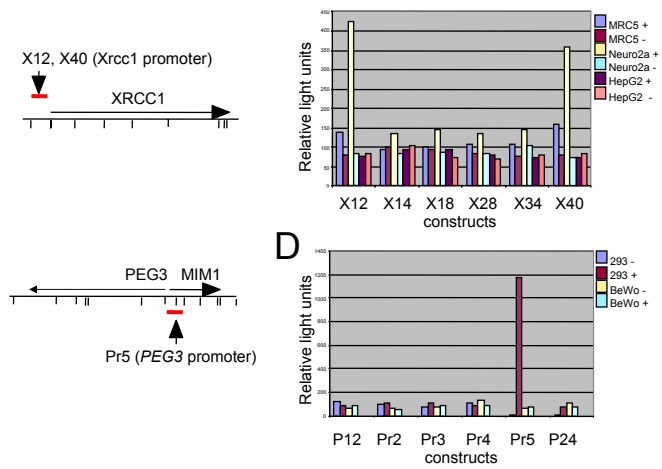 X12, X40 (Xrcc1 promoter)
XRCC1
Relative light units
450
400
350
300
250
200
150
100
50
0
X12 X14 X18 X28 X34 X40
constructs
MRC5 +
MRC5 -
Neuro2a +
Neuro2a -
HepG2 +
HepG2 -
PEG3 MIM1
Pr5 (PEG3 promoter)
D
Relative light units
1400
1200
1000
800
600
400
200
0
P12 Pr2 Pr3 Pr4 Pr5 P24
constructs
293 -
293 +
BeWo -
BeWo +